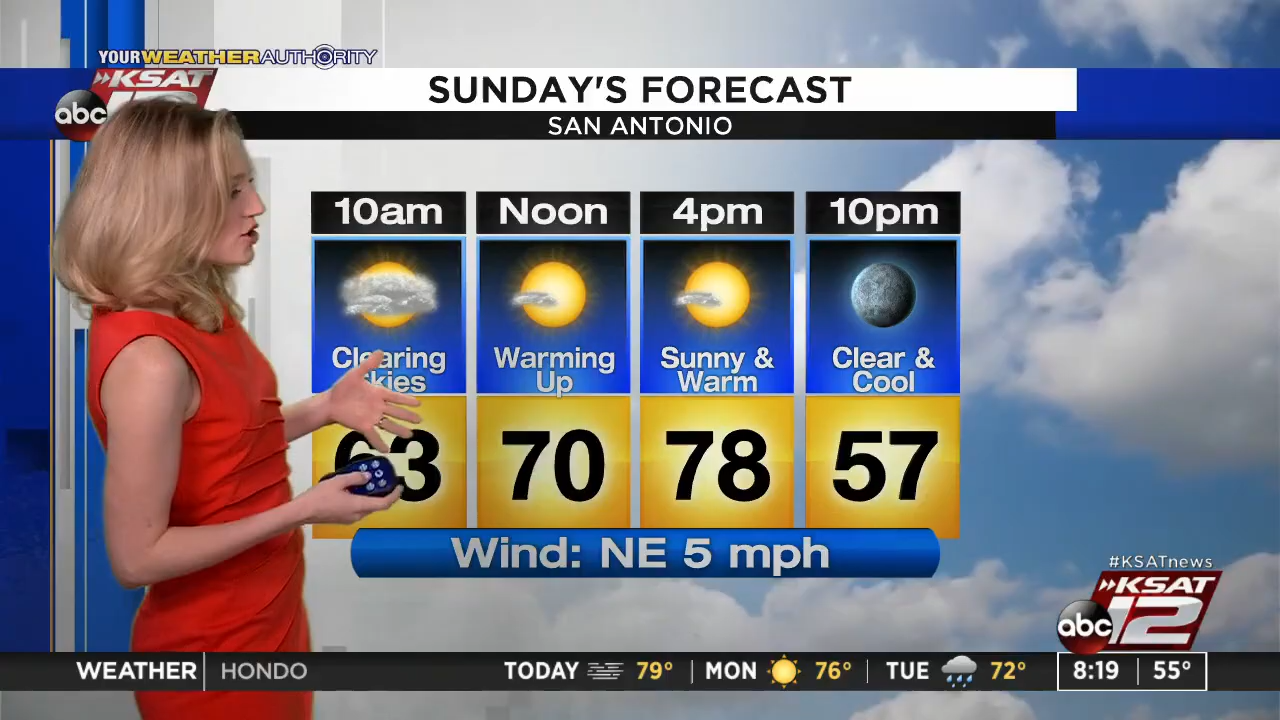 YOURWEATHERAUTHORITY
KSAT
abc
SUNDAY'S FORECAST
SAN ANTONIO
10am Noon 4pm 10pm
Clearing Skies
Warming Up
Sunny & Warm
Clear & Cool
63 70 78 57
Wind: NE 5 mph
#KSATnews
KSAT
abc 12
WEATHER HONDO TODAY 79° MON 76° TUE 72° 8:19 55°